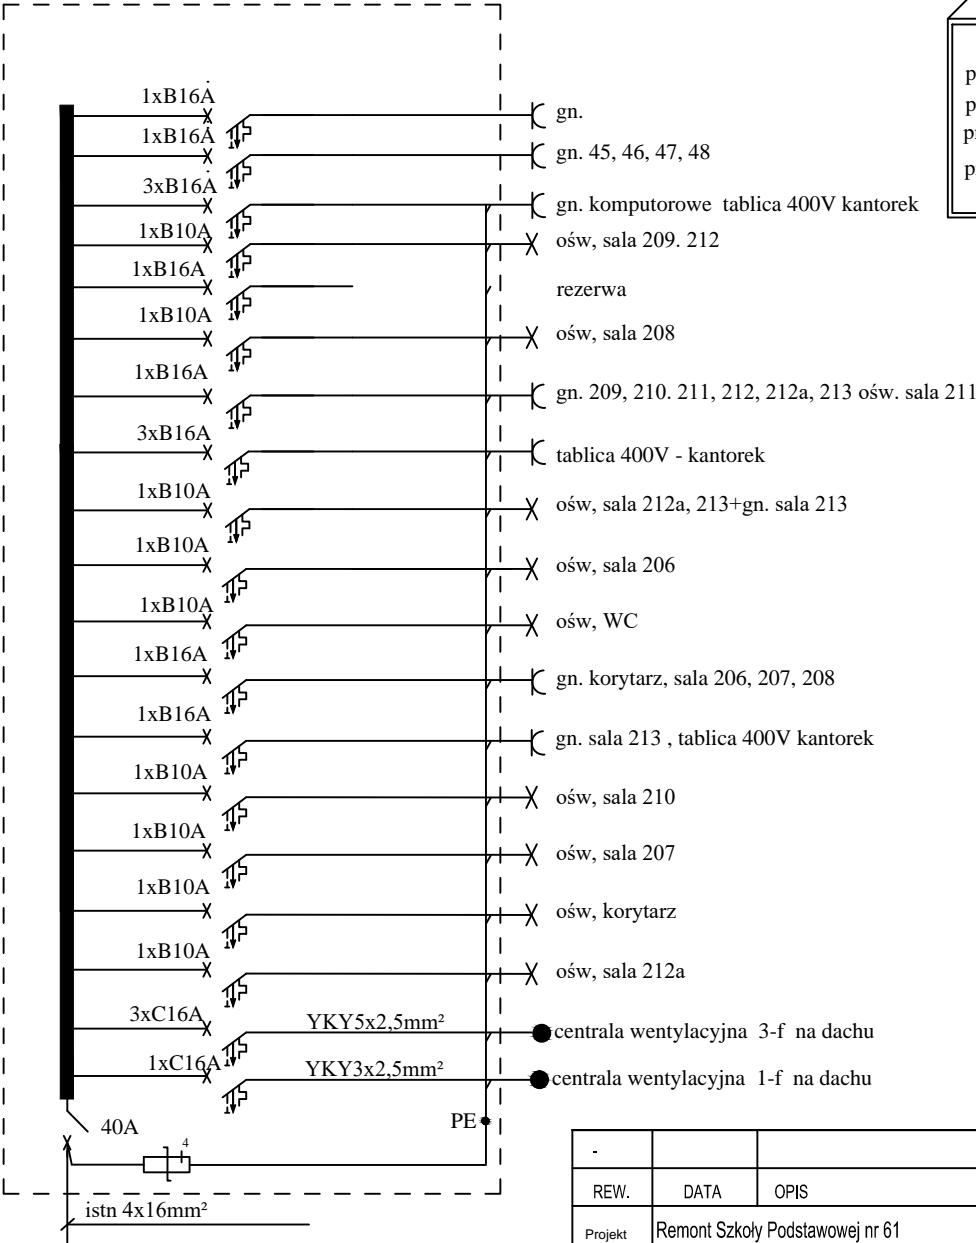 1xB16A gn.
1xB16A gn. 45, 46, 47, 48
3xB16A gn. komputorowe tablica 400V kantorek
1xB10A ośw, sala 209. 212
1xB16A rezerwa
1xB10A ośw, sala 208
1xB16A gn. 209, 210. 211, 212, 212a, 213 ośw. sala 211
3xB16A tablica 400V - kantorek
1xB10A ośw, sala 212a, 213+gn. sala 213
1xB10A ośw, sala 206
1xB10A ośw, WC
1xB16A gn. korytarz, sala 206, 207, 208
1xB16A gn. sala 213 , tablica 400V kantorek
1xB10A ośw, sala 210
1xB10A ośw, sala 207
1xB10A ośw, korytarz
1xB10A ośw, sala 212a
3xC16A YKY5x2,5mm² centrala wentylacyjna 3-f na dachu
1xC16A YKY3x2,5mm² centrala wentylacyjna 1-f na dachu
40A PE
4
istn 4x16mm²
p
p
p
p
-
REW. DATA OPIS
Projekt Remont Szkoły Podstawowej nr 61